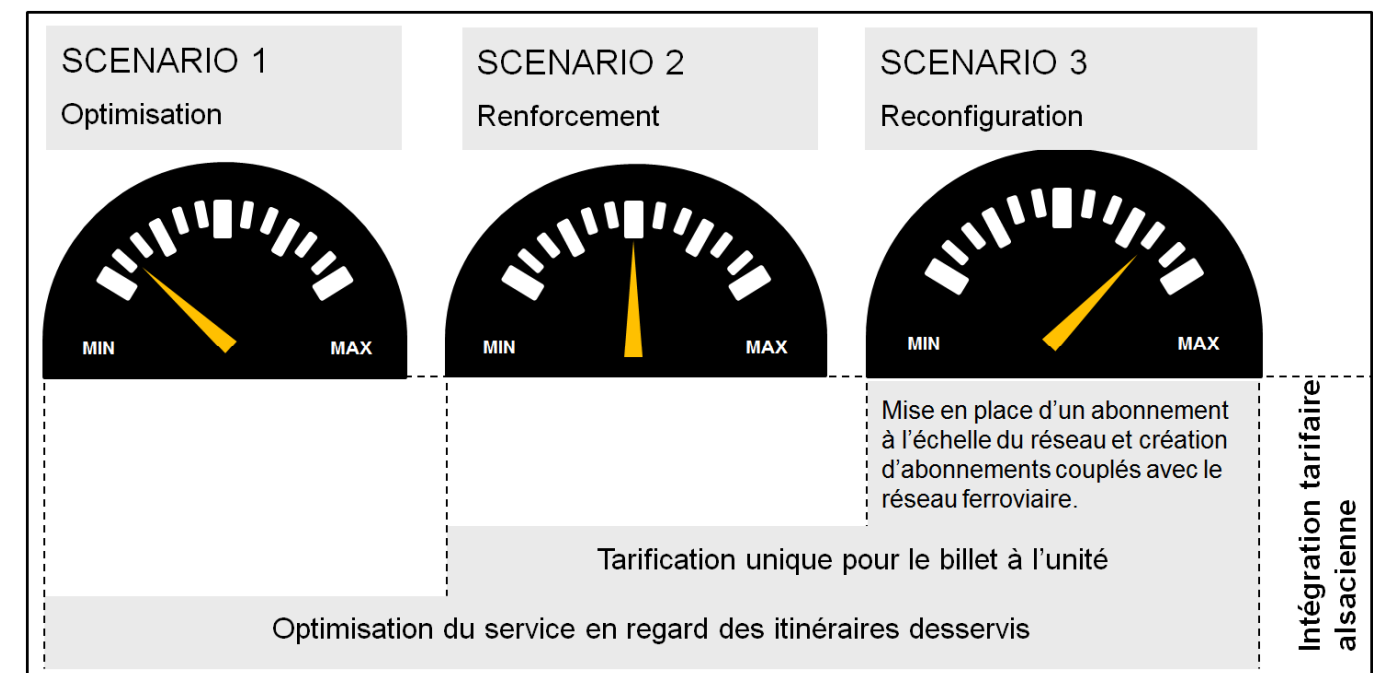 SCENARIO 1
Optimisation
SCENARIO 2
Renforcement
SCENARIO 3
Reconfiguration
MIN
MAX
MIN
MAX
MIN
MAX
Mise en place d’un abonnement
à l’échelle du réseau et création
d’abonnements couplés avec le
réseau ferroviaire.
Tarification unique pour le billet à l’unité
Optimisation du service en regard des itinéraires desservis
Intégration tarifaire
alsacienne